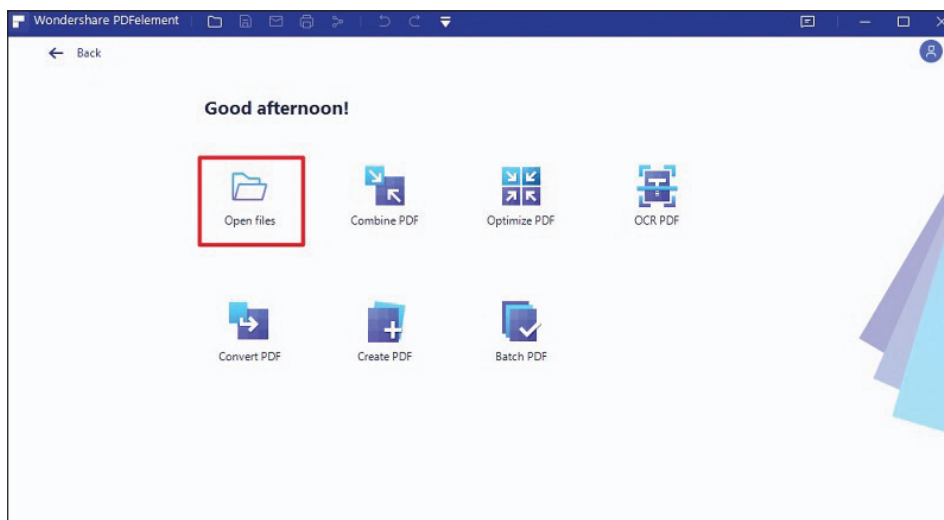 Wondershare PDFelement
Back
Good afternoon!
Open files
Combine PDF
Optimize PDF
OCR PDF
Convert PDF
Create PDF
Batch PDF